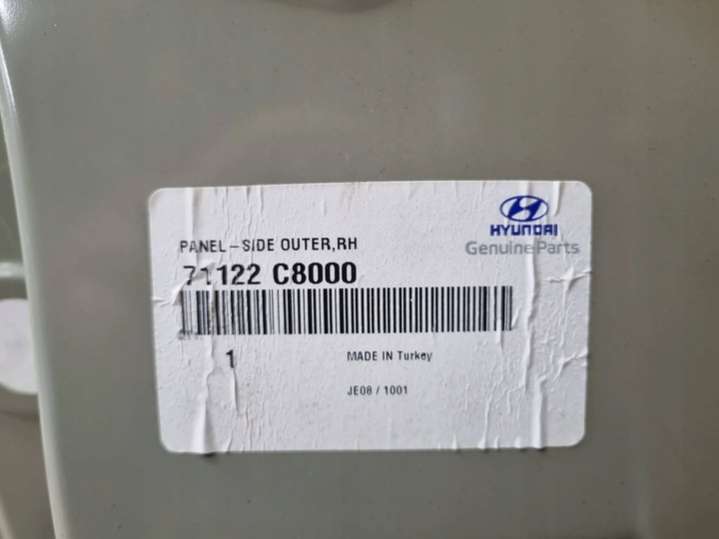 HYUNDAI
Genuine Parts
PANEL-SIDE OUTER,RH
71122 C8000
1
MADE IN Turkey
JE08 / 1001